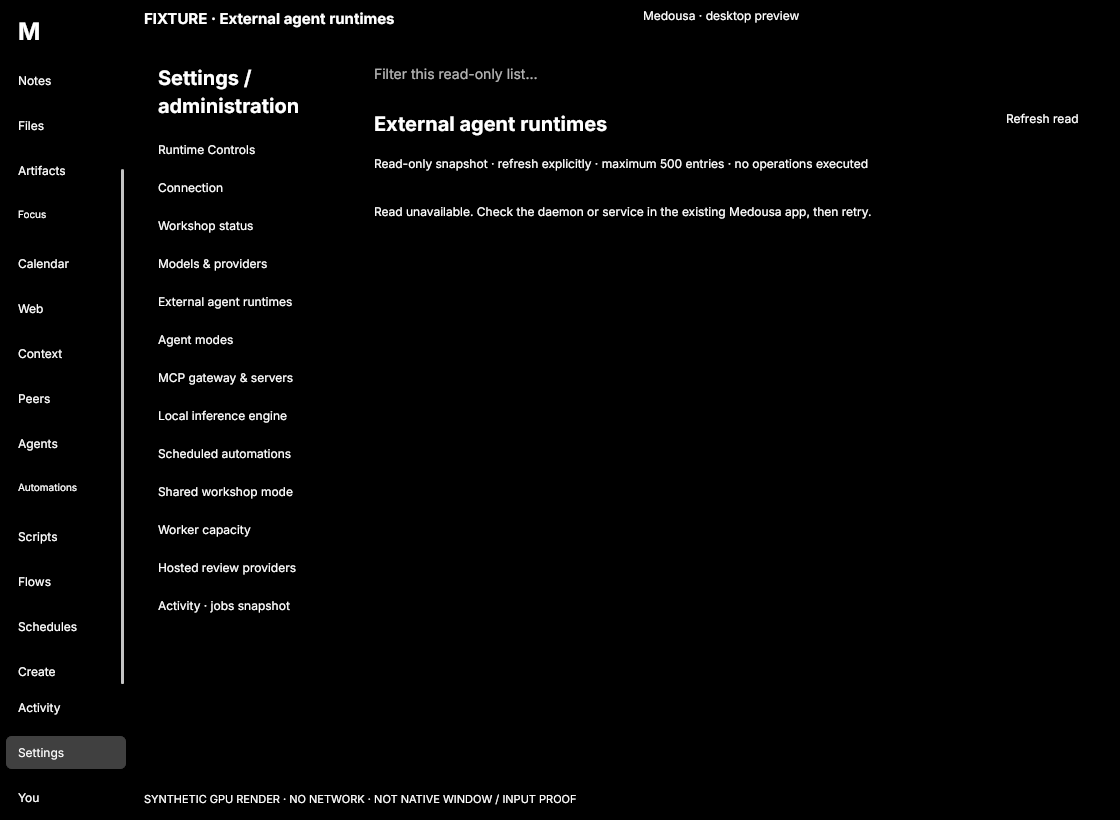 M
FIXTURE · External agent runtimes
Medousa · desktop preview
Notes
Files
Artifacts
Focus
Calendar
Web
Context
Peers
Agents
Automations
Scripts
Flows
Schedules
Create
Activity
Settings
You
Settings /
administration
Runtime Controls
Connection
Workshop status
Models & providers
External agent runtimes
Agent modes
MCP gateway & servers
Local inference engine
Scheduled automations
Shared workshop mode
Worker capacity
Hosted review providers
Activity · jobs snapshot
Filter this read-only list...
External agent runtimes
Refresh read
Read-only snapshot · refresh explicitly · maximum 500 entries · no operations executed
Read unavailable. Check the daemon or service in the existing Medousa app, then retry.
SYNTHETIC GPU RENDER · NO NETWORK · NOT NATIVE WINDOW / INPUT PROOF